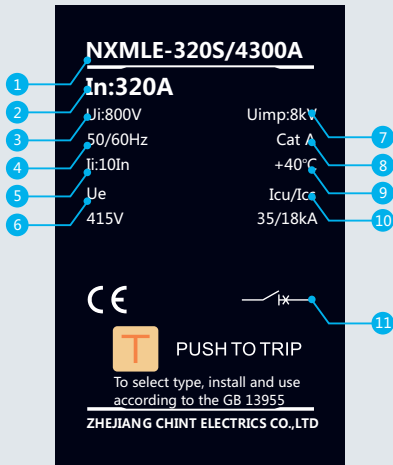 NXMLE-320S/4300A
1
In:320A
2
Ui:800V Uimp:8kV
3 7
50/60Hz Cat A
4 8
Ii:10In +40℃
5 9
Ue Icu/Ics
6 10
415V 35/18kA
CE
11
T PUSH TO TRIP
To select type, install and use
according to the GB 13955
ZHEJIANG CHINT ELECTRICS CO.,LTD